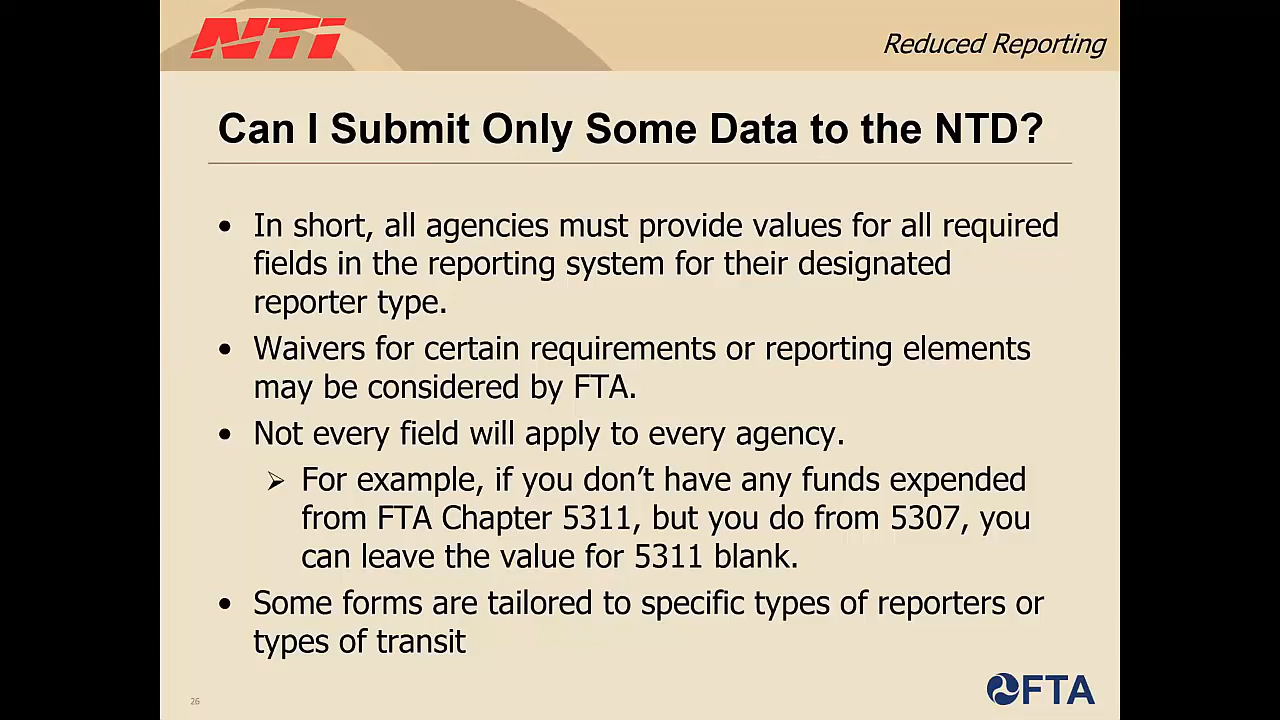 NTI
Reduced Reporting
Can I Submit Only Some Data to the NTD?
• In short, all agencies must provide values for all required
fields in the reporting system for their designated
reporter type.
• Waivers for certain requirements or reporting elements
may be considered by FTA.
• Not every field will apply to every agency.
➢ For example, if you don’t have any funds expended
from FTA Chapter 5311, but you do from 5307, you
can leave the value for 5311 blank.
• Some forms are tailored to specific types of reporters or
types of transit
26
FTA